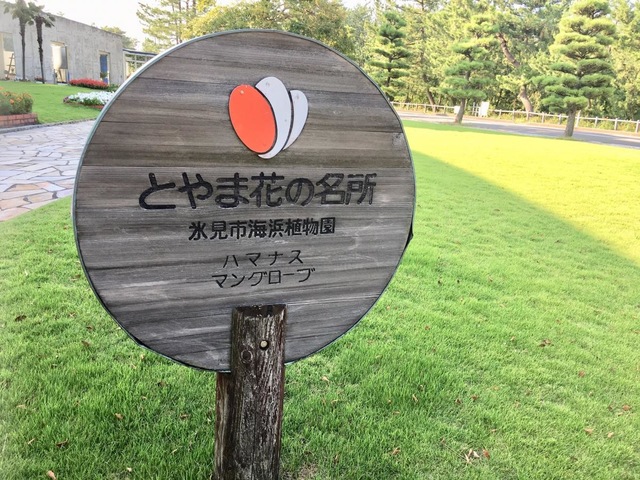 とやま花の名所
氷見市海浜植物園
ハマナス
マングローブ